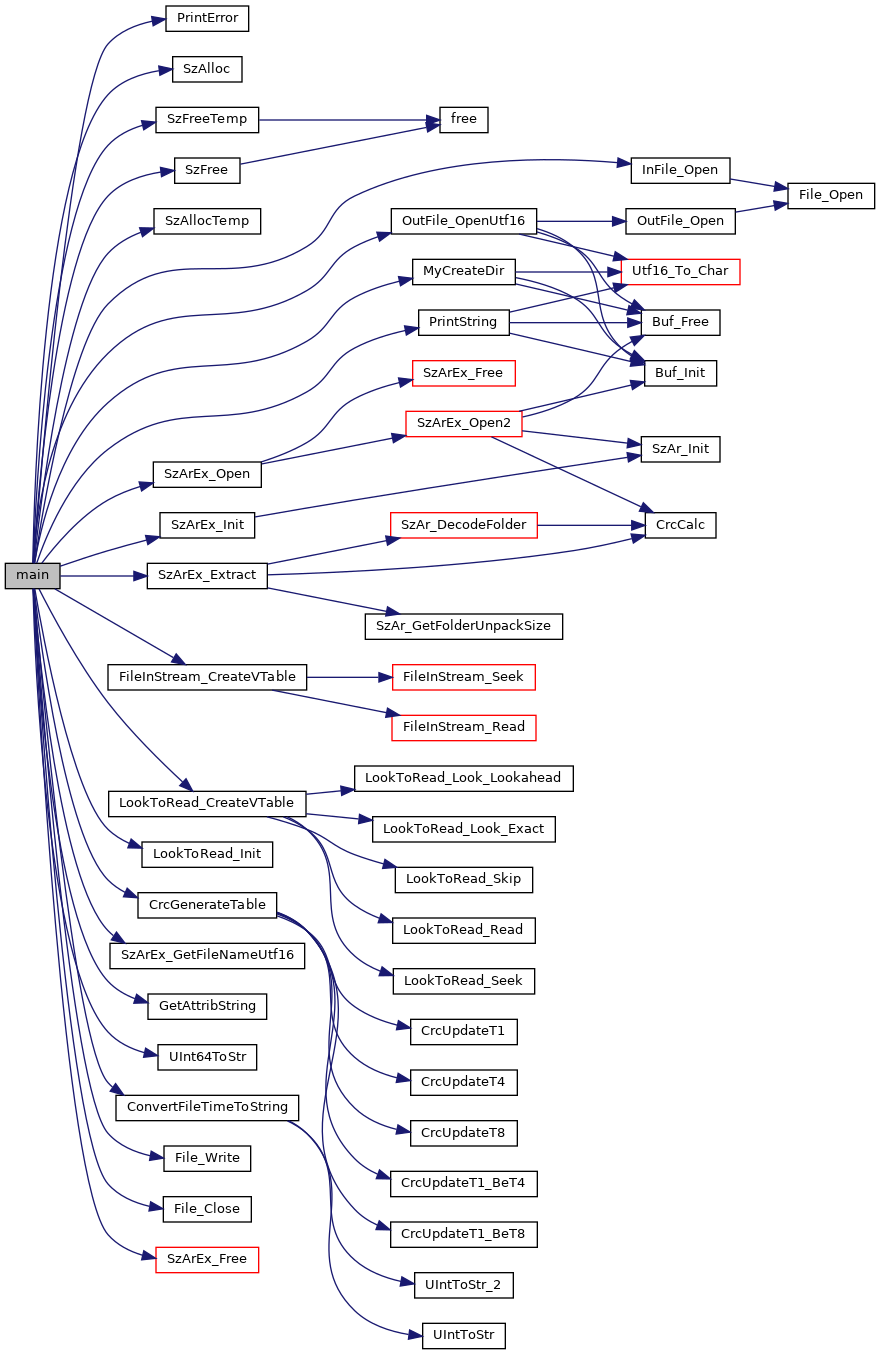 PrintError
SzAlloc
SzFreeTemp
free
SzFree
InFile_Open
File_Open
SzAllocTemp
OutFile_OpenUtf16
OutFile_Open
MyCreateDir
Utf16_To_Char
PrintString
Buf_Free
SzArEx_Free
Buf_Init
SzArEx_Open2
SzAr_Init
SzArEx_Open
SzArEx_Init
SzAr_DecodeFolder
CrcCalc
main
SzArEx_Extract
SzAr_GetFolderUnpackSize
FileInStream_CreateVTable
FileInStream_Seek
FileInStream_Read
LookToRead_Look_Lookahead
LookToRead_CreateVTable
LookToRead_Look_Exact
LookToRead_Init
LookToRead_Skip
CrcGenerateTable
LookToRead_Read
SzArEx_GetFileNameUtf16
LookToRead_Seek
GetAttribString
CrcUpdateT1
UInt64ToStr
CrcUpdateT4
ConvertFileTimeToString
CrcUpdateT8
File_Write
CrcUpdateT1_BeT4
File_Close
CrcUpdateT1_BeT8
SzArEx_Free
UIntToStr_2
UIntToStr